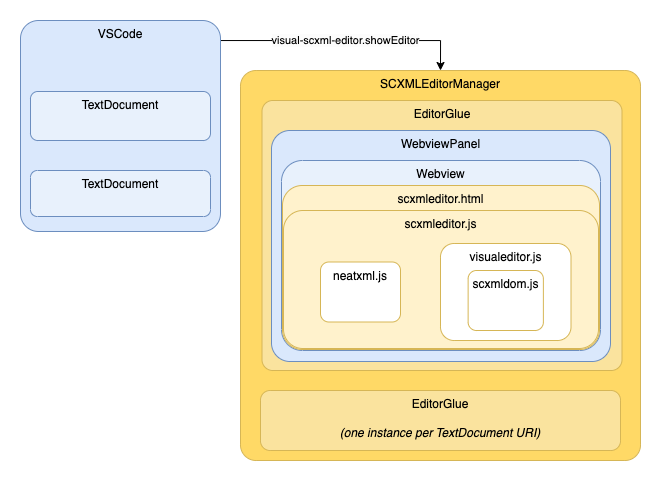 VSCode
visual-scxml-editor.showEditor
TextDocument
TextDocument
SCXMLEditorManager
EditorGlue
WebviewPanel
Webview
scxmleditor.html
scxmleditor.js
neatxml.js
visualeditor.js
scxmldom.js
EditorGlue
(one instance per TextDocument URI)